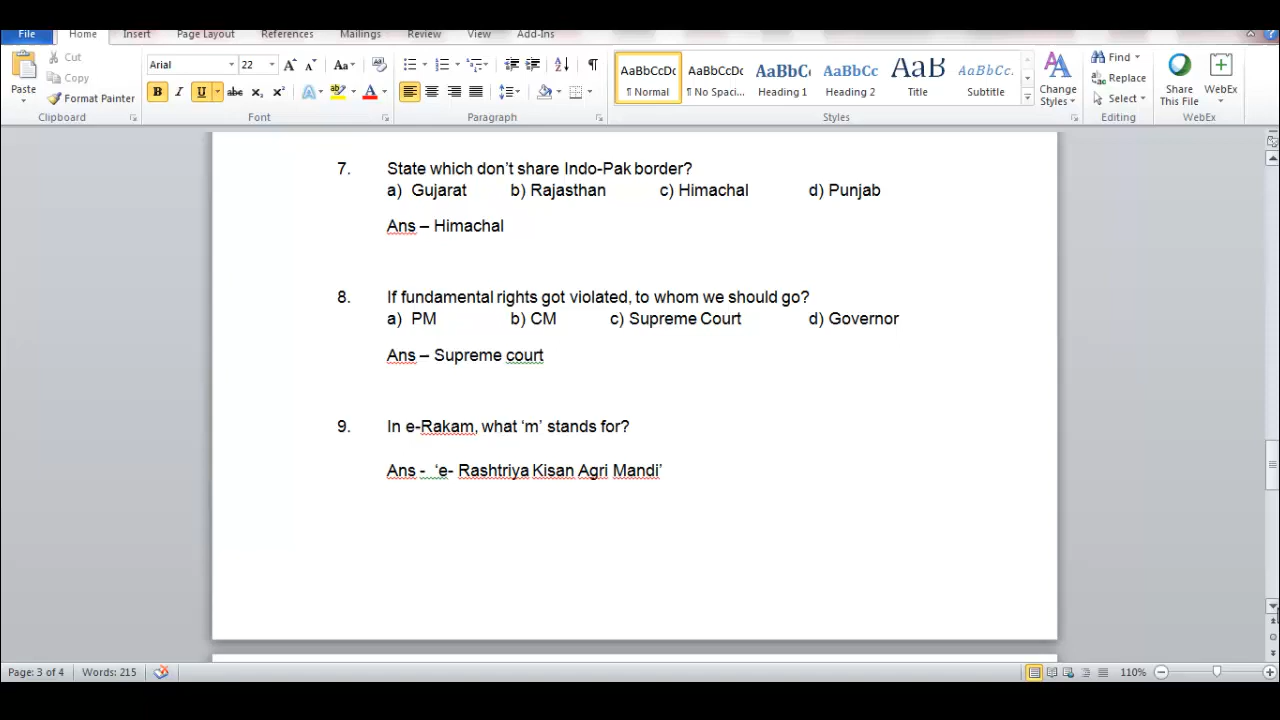 File Home Insert Page Layout References Mailings Review View Add-Ins
Paste Cut Copy Format Painter Clipboard
Arial 22 Font
Paragraph
AaBbCcDc ¶ Normal AaBbCcDc ¶ No Spaci... AaBbC Heading 1 AaBbCc Heading 2 AaB Title AaBbCc. Subtitle Change Styles Styles
Find Replace Select Editing
Share This File WebEx WebEx
7. State which don't share Indo-Pak border?
a) Gujarat b) Rajasthan c) Himachal d) Punjab
Ans – Himachal
8. If fundamental rights got violated, to whom we should go?
a) PM b) CM c) Supreme Court d) Governor
Ans – Supreme court
9. In e-Rakam, what ‘m’ stands for?
Ans - ‘e- Rashtriya Kisan Agri Mandi’
Page: 3 of 4 Words: 215 110%